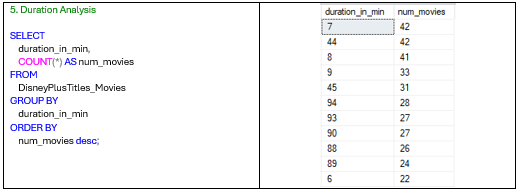 5. Duration Analysis
SELECT
duration_in_min,
COUNT(*) AS num_movies
FROM
DisneyPlusTitles_Movies
GROUP BY
duration_in_min
ORDER BY
num_movies desc;
duration_in_min num_movies
7 42
44 42
8 41
9 33
45 31
94 28
93 27
90 27
88 26
89 24
6 22